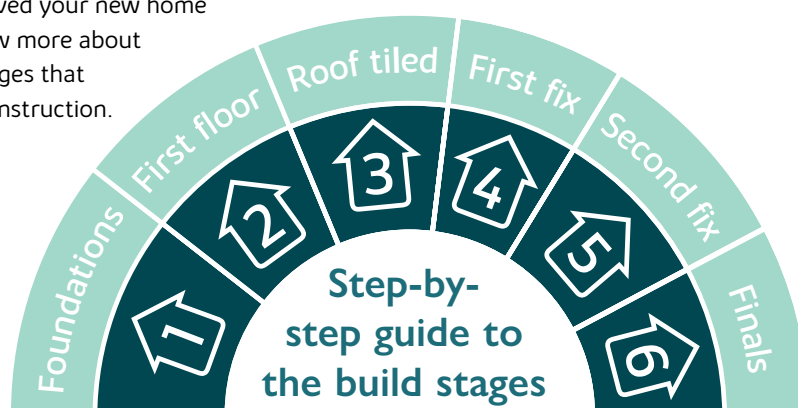 ved your new home
w more about
ges that
nstruction.
Foundations
First floor
Roof tiled
First fix
Second fix
Finals
1
2
3
4
5
6
Step-by-
step guide to
the build stages